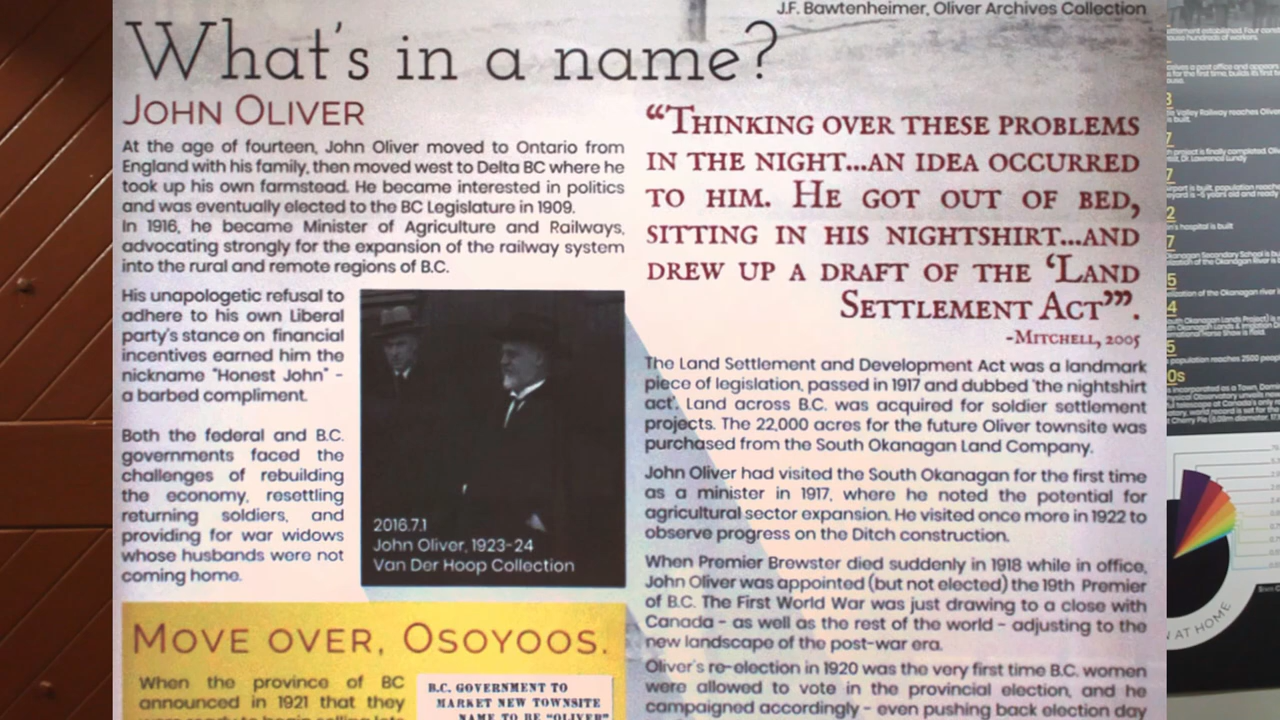 J.F. Bawtenheimer, Oliver Archives Collection
What's in a name?
JOHN OLIVER
At the age of fourteen, John Oliver moved to Ontario from
England with his family, then moved west to Delta BC where he
took up his own farmstead. He became interested in politics
and was eventually elected to the BC Legislature in 1909.
In 1916, he became Minister of Agriculture and Railways,
advocating strongly for the expansion of the railway system
into the rural and remote regions of B.C.
His unapologetic refusal to
adhere to his own Liberal
party's stance on financial
incentives earned him the
nickname "Honest John" -
a barbed compliment.
Both the federal and B.C.
governments faced the
challenges of rebuilding
the economy, resettling
returning soldiers, and
providing for war widows
whose husbands were not
coming home.
2016.7.1
John Oliver, 1923-24
Van Der Hoop Collection
MOVE OVER, OSOYOOS.
When the province of BC
announced in 1921 that they
B.C. GOVERNMENT TO
MARKET NEW TOWNSITE
NAME TO BE "OLIVER"
“THINKING OVER THESE PROBLEMS
IN THE NIGHT...AN IDEA OCCURRED
TO HIM. HE GOT OUT OF BED,
SITTING IN HIS NIGHTSHIRT...AND
DREW UP A DRAFT OF THE ‘LAND
SETTLEMENT ACT’”.
-MITCHELL, 2005
The Land Settlement and Development Act was a landmark
piece of legislation, passed in 1917 and dubbed 'the nightshirt
act'. Land across B.C. was acquired for soldier settlement
projects. The 22,000 acres for the future Oliver townsite was
purchased from the South Okanagan Land Company.
John Oliver had visited the South Okanagan for the first time
as a minister in 1917, where he noted the potential for
agricultural sector expansion. He visited once more in 1922 to
observe progress on the Ditch construction.
When Premier Brewster died suddenly in 1918 while in office,
John Oliver was appointed (but not elected) the 19th Premier
of B.C. The First World War was just drawing to a close with
Canada - as well as the rest of the world - adjusting to the
new landscape of the post-war era.
Oliver's re-election in 1920 was the very first time B.C. women
were allowed to vote in the provincial election, and he
campaigned accordingly - even pushing back election day
population reaches 2500
AT HOME